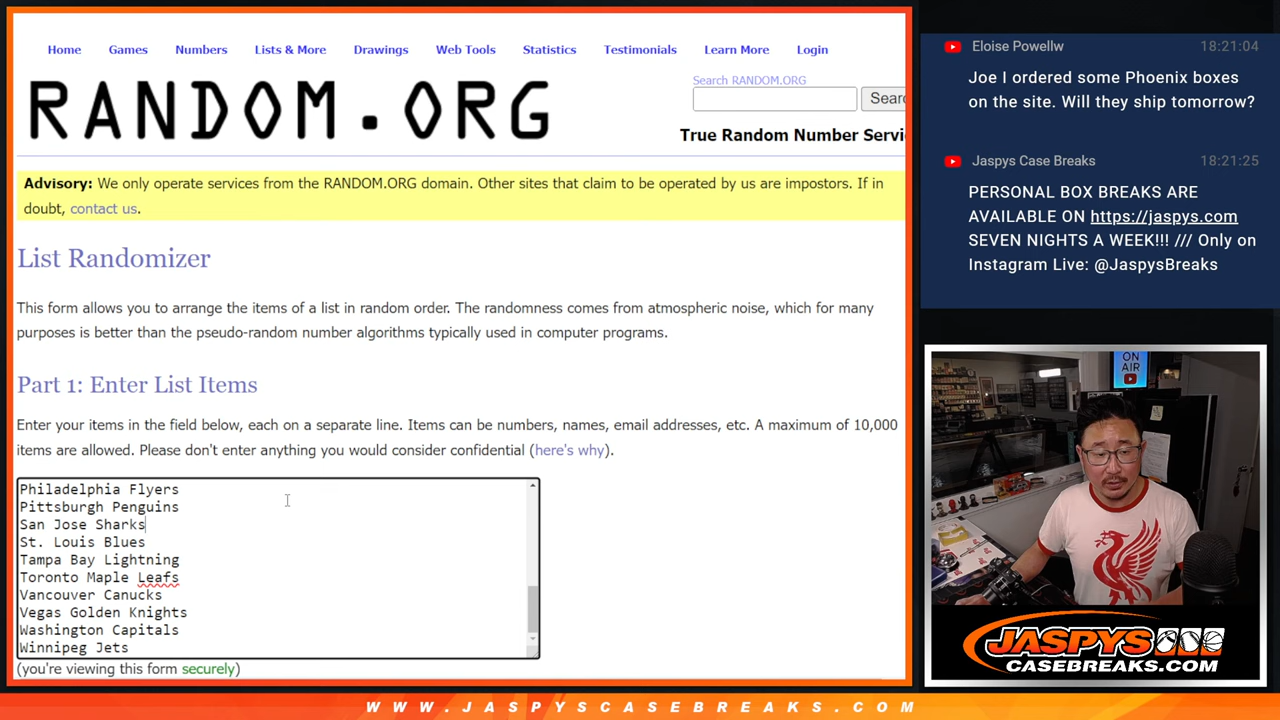 Home Games Numbers Lists & More Drawings Web Tools Statistics Testimonials Learn More Login
RANDOM.ORG
Search RANDOM.ORG
Searc
True Random Number Servi
Advisory: We only operate services from the RANDOM.ORG domain. Other sites that claim to be operated by us are impostors. If in
doubt, contact us.
List Randomizer
This form allows you to arrange the items of a list in random order. The randomness comes from atmospheric noise, which for many
purposes is better than the pseudo-random number algorithms typically used in computer programs.
Part 1: Enter List Items
Enter your items in the field below, each on a separate line. Items can be numbers, names, email addresses, etc. A maximum of 10,000
items are allowed. Please don't enter anything you would consider confidential (here's why).
Philadelphia Flyers
Pittsburgh Penguins
San Jose Sharks
St. Louis Blues
Tampa Bay Lightning
Toronto Maple Leafs
Vancouver Canucks
Vegas Golden Knights
Washington Capitals
Winnipeg Jets
(you're viewing this form securely)
Eloise Powellw 18:21:04
Joe I ordered some Phoenix boxes
on the site. Will they ship tomorrow?
Jaspys Case Breaks 18:21:25
PERSONAL BOX BREAKS ARE
AVAILABLE ON https://jaspys.com
SEVEN NIGHTS A WEEK!!! /// Only on
Instagram Live: @JaspysBreaks
ON
AIR
L.F.C.
JASPYS
CASEBREAKS.COM
WWW.JASPYSCASEBREAKS.COM